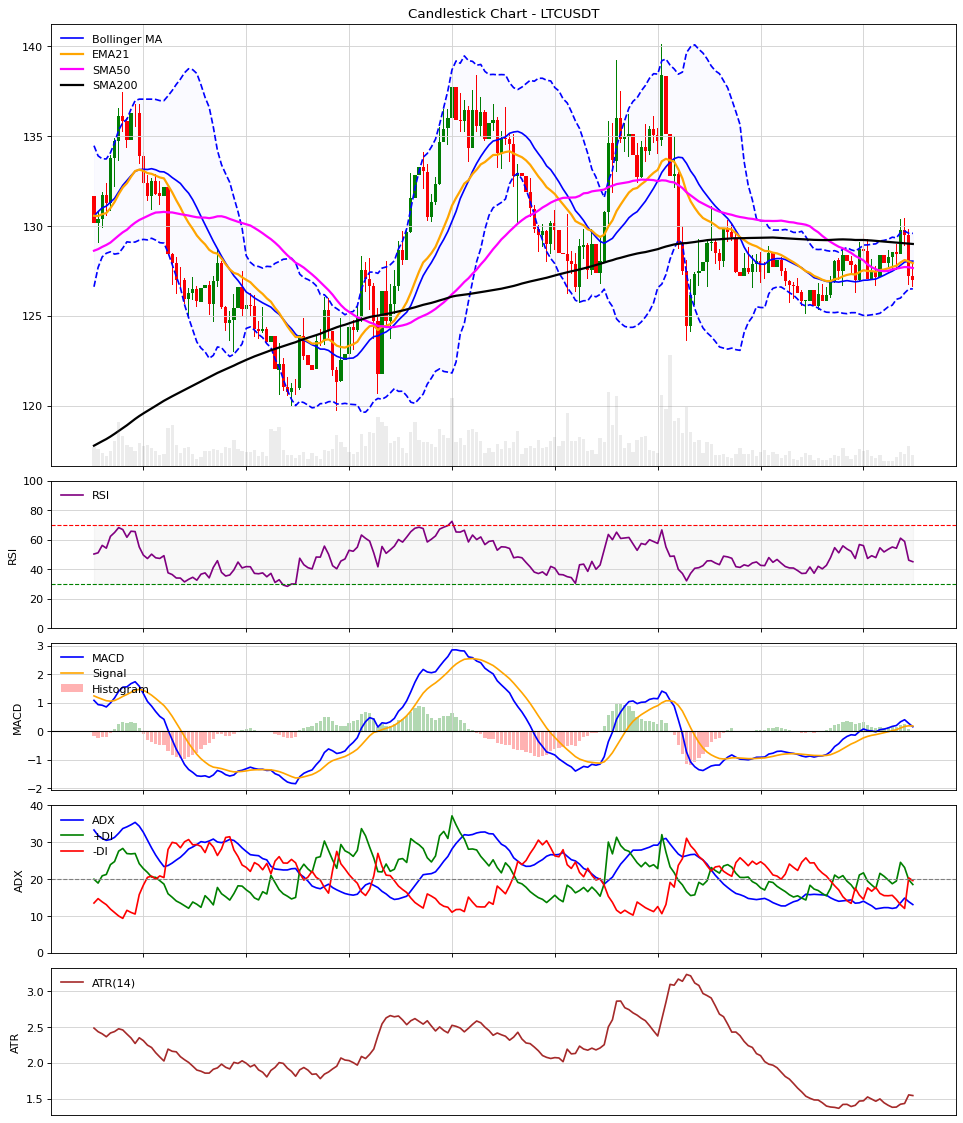 Candlestick Chart - LTCUSDT
Bollinger MA
EMA21
SMA50
SMA200
140
135
130
125
120
RSI
100
80
60
40
20
0
RSI
MACD
Signal
Histogram
3
2
1
0
−1
−2
MACD
ADX
+DI
-DI
40
30
20
10
0
ADX
ATR(14)
3.0
2.5
2.0
1.5
ATR